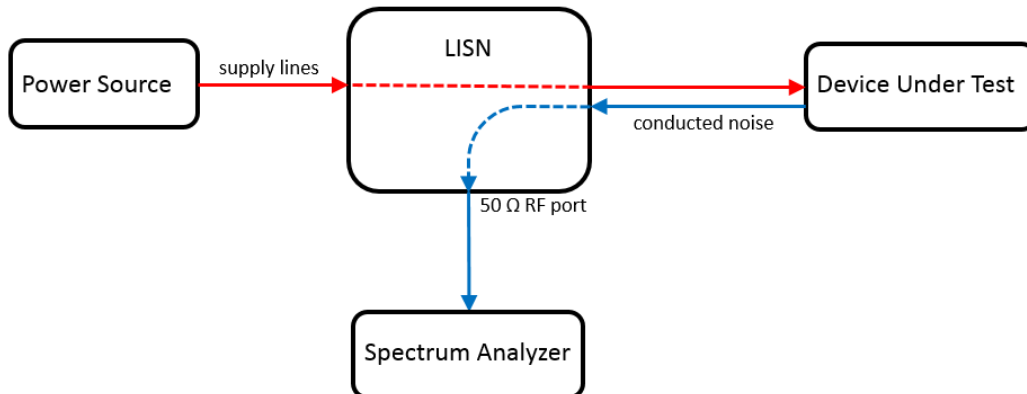 LISN
Power Source
supply lines
Device Under Test
conducted noise
50 Ω RF port
Spectrum Analyzer